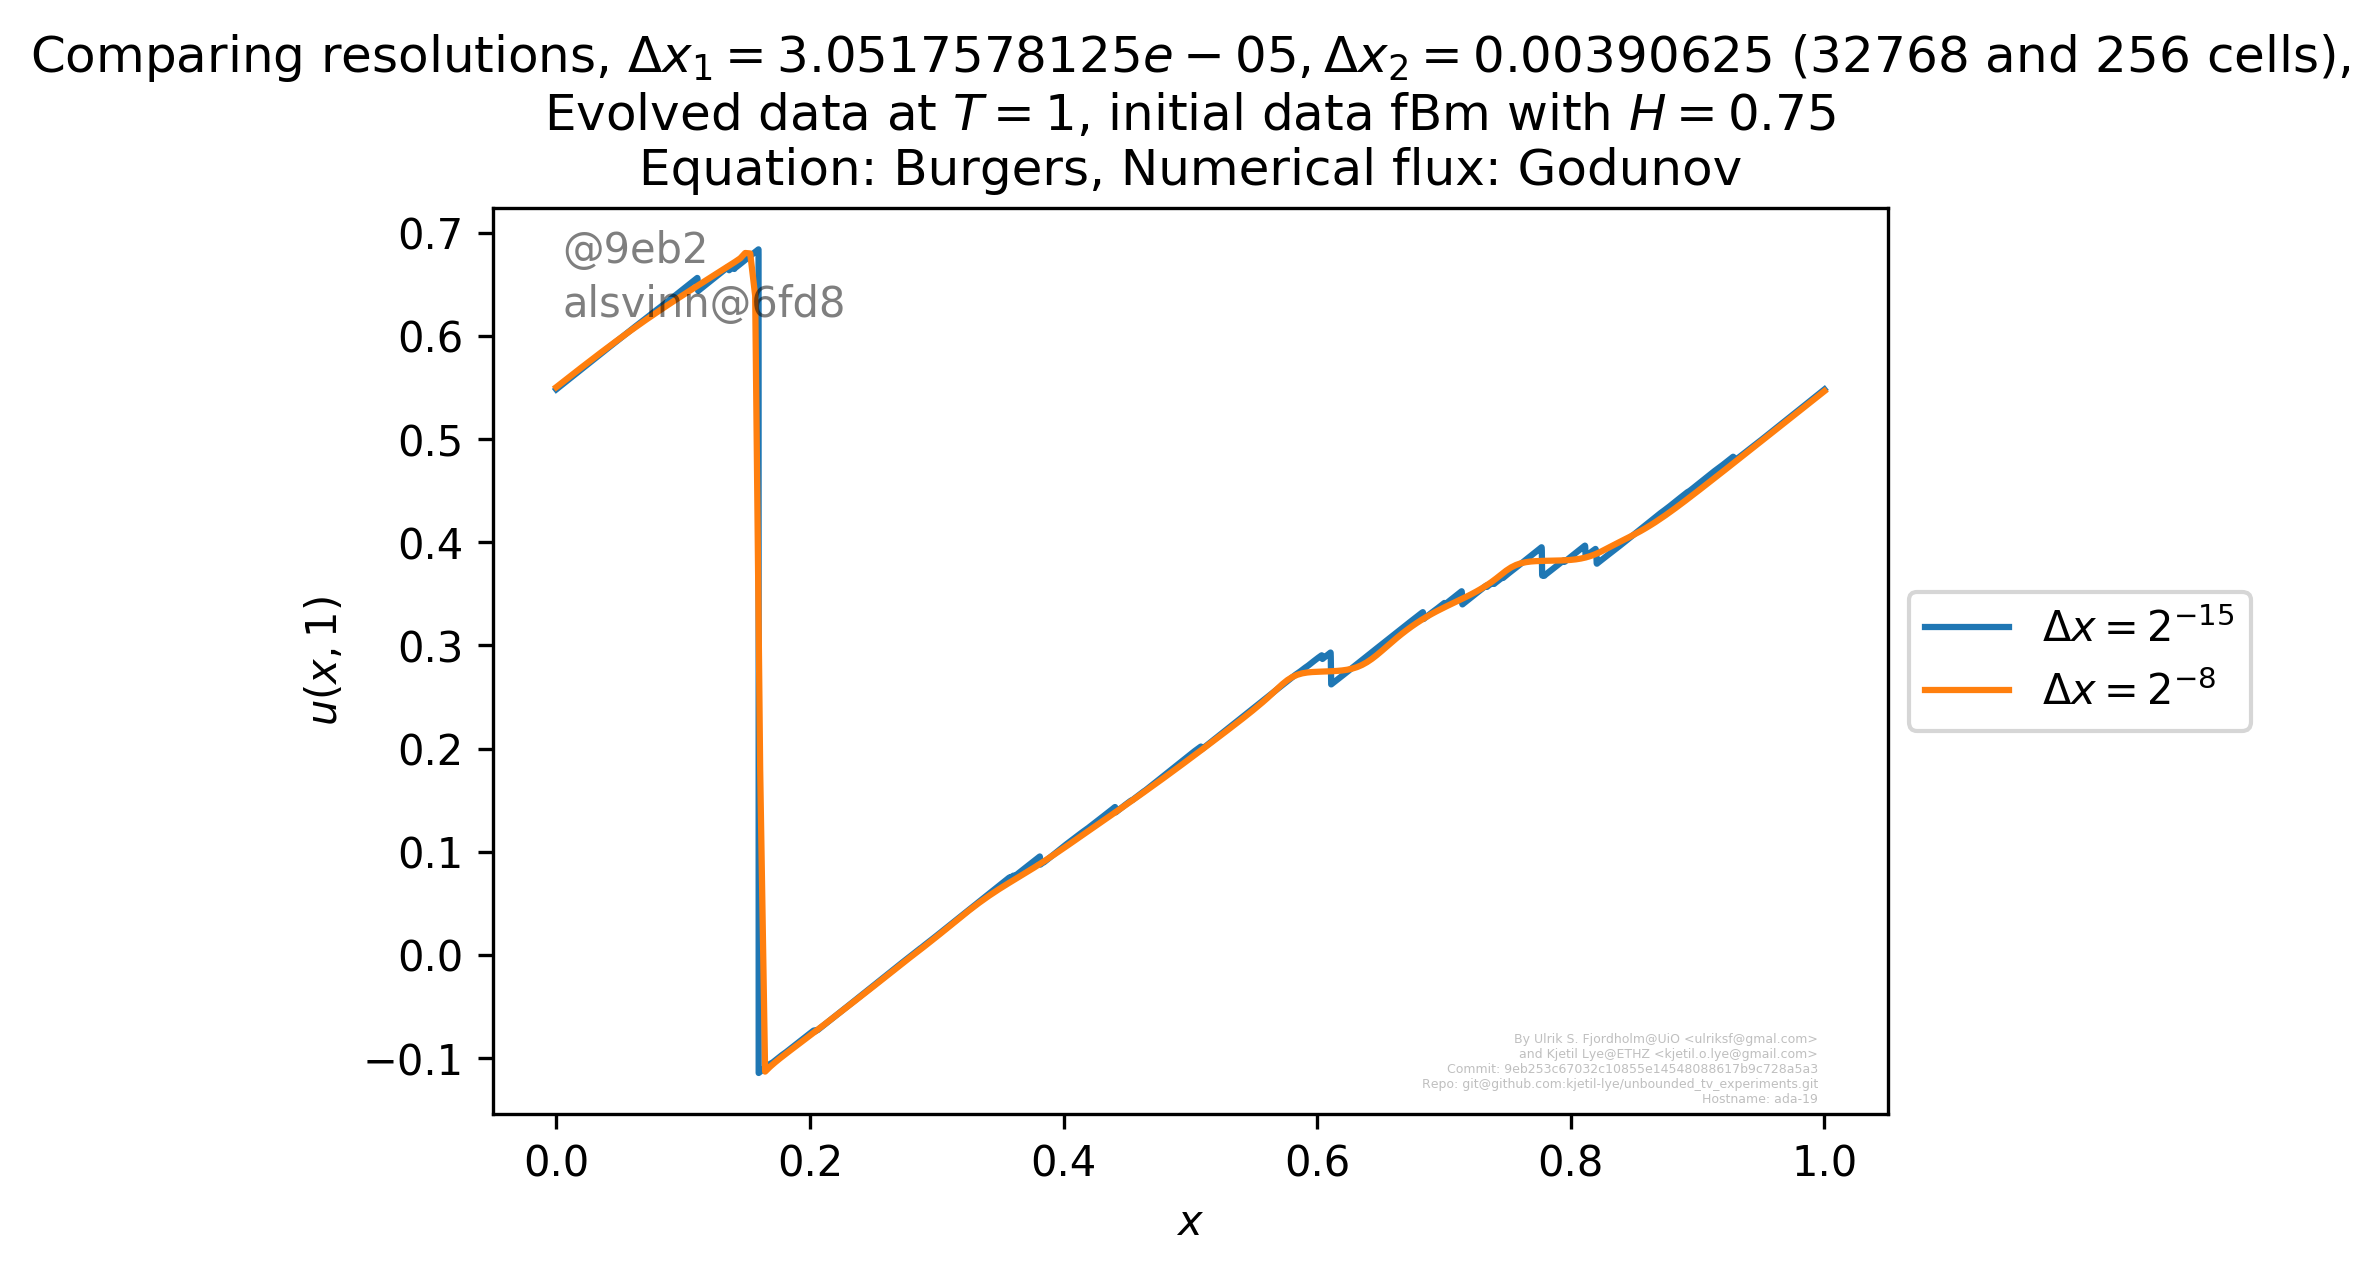 Comparing resolutions, Δx₁ = 3.0517578125e − 05, Δx₂ = 0.00390625 (32768 and 256 cells),
Evolved data at T = 1, initial data fBm with H = 0.75
Equation: Burgers, Numerical flux: Godunov
@9eb2
alsvinn@6fd8
0.7
0.6
0.5
0.4
0.3
0.2
0.1
0.0
−0.1
u(x, 1)
0.0 0.2 0.4 0.6 0.8 1.0
x
Δx = 2⁻¹⁵
Δx = 2⁻⁸
By Ulrik S. Fjordholm@UiO <ulriksf@gmal.com>
and Kjetil Lye@ETHZ <kjetil.o.lye@gmail.com>
Commit: 9eb253c67032c10855e14548088617b9c728a5a3
Repo: git@github.com:kjetil-lye/unbounded_tv_experiments.git
Hostname: ada-19